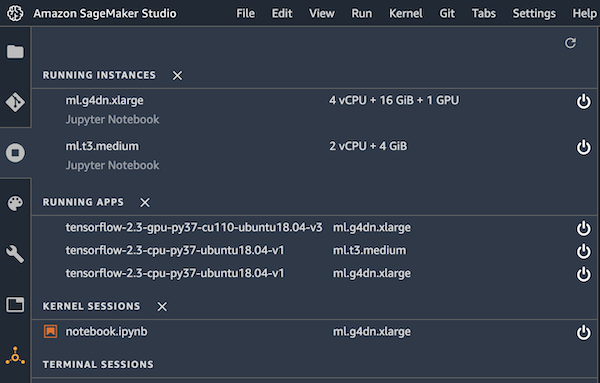 Amazon SageMaker Studio File Edit View Run Kernel Git Tabs Settings Help
RUNNING INSTANCES
ml.g4dn.xlarge 4 vCPU + 16 GiB + 1 GPU
Jupyter Notebook
ml.t3.medium 2 vCPU + 4 GiB
Jupyter Notebook
RUNNING APPS
tensorflow-2.3-gpu-py37-cu110-ubuntu18.04-v3 ml.g4dn.xlarge
tensorflow-2.3-cpu-py37-ubuntu18.04-v1 ml.t3.medium
tensorflow-2.3-cpu-py37-ubuntu18.04-v1 ml.g4dn.xlarge
KERNEL SESSIONS
notebook.ipynb ml.g4dn.xlarge
TERMINAL SESSIONS